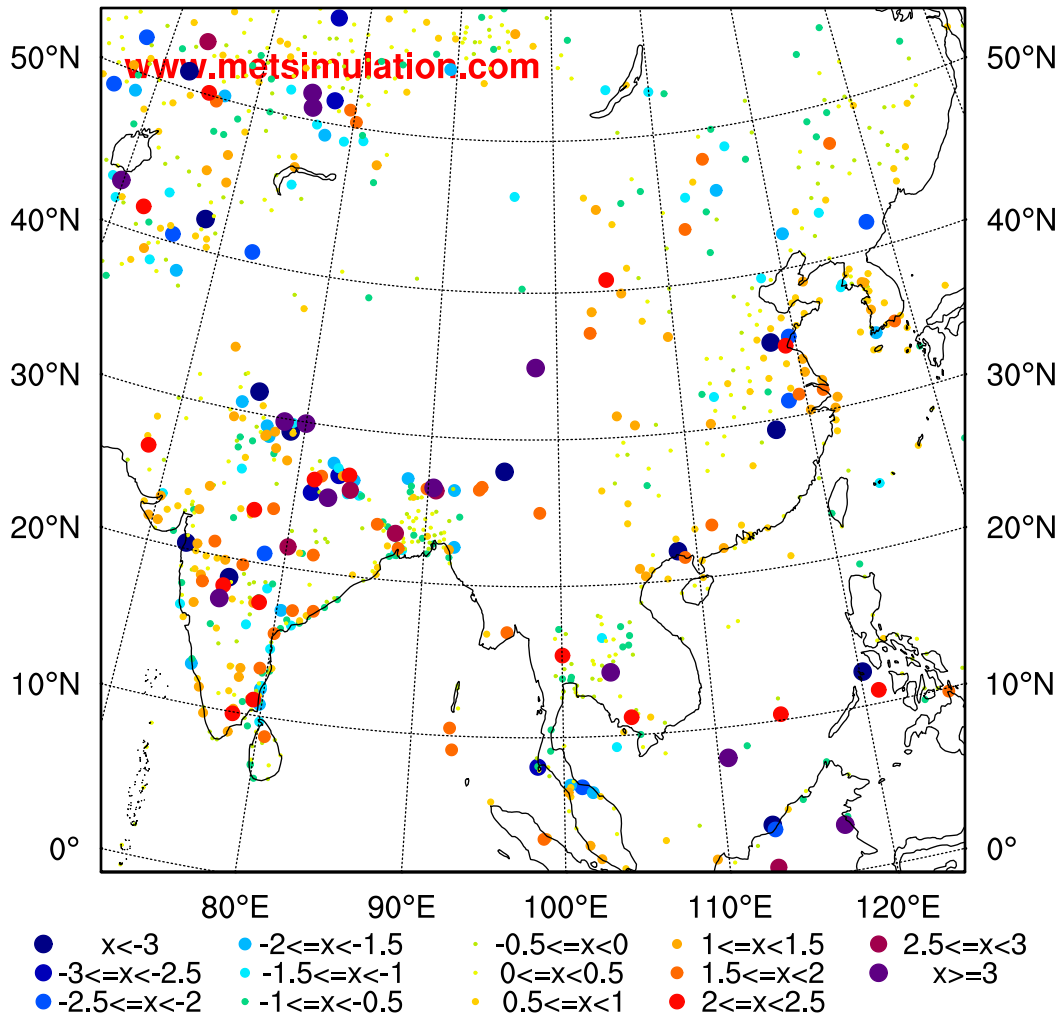 50°N 50°N
www.metsimulation.com
40°N 40°N
30°N 30°N
20°N 20°N
10°N 10°N
0° 0°
80°E 90°E 100°E 110°E 120°E
x<-3 -2<=x<-1.5 -0.5<=x<0 1<=x<1.5 2.5<=x<3
-3<=x<-2.5 -1.5<=x<-1 0<=x<0.5 1.5<=x<2 x>=3
-2.5<=x<-2 -1<=x<-0.5 0.5<=x<1 2<=x<2.5